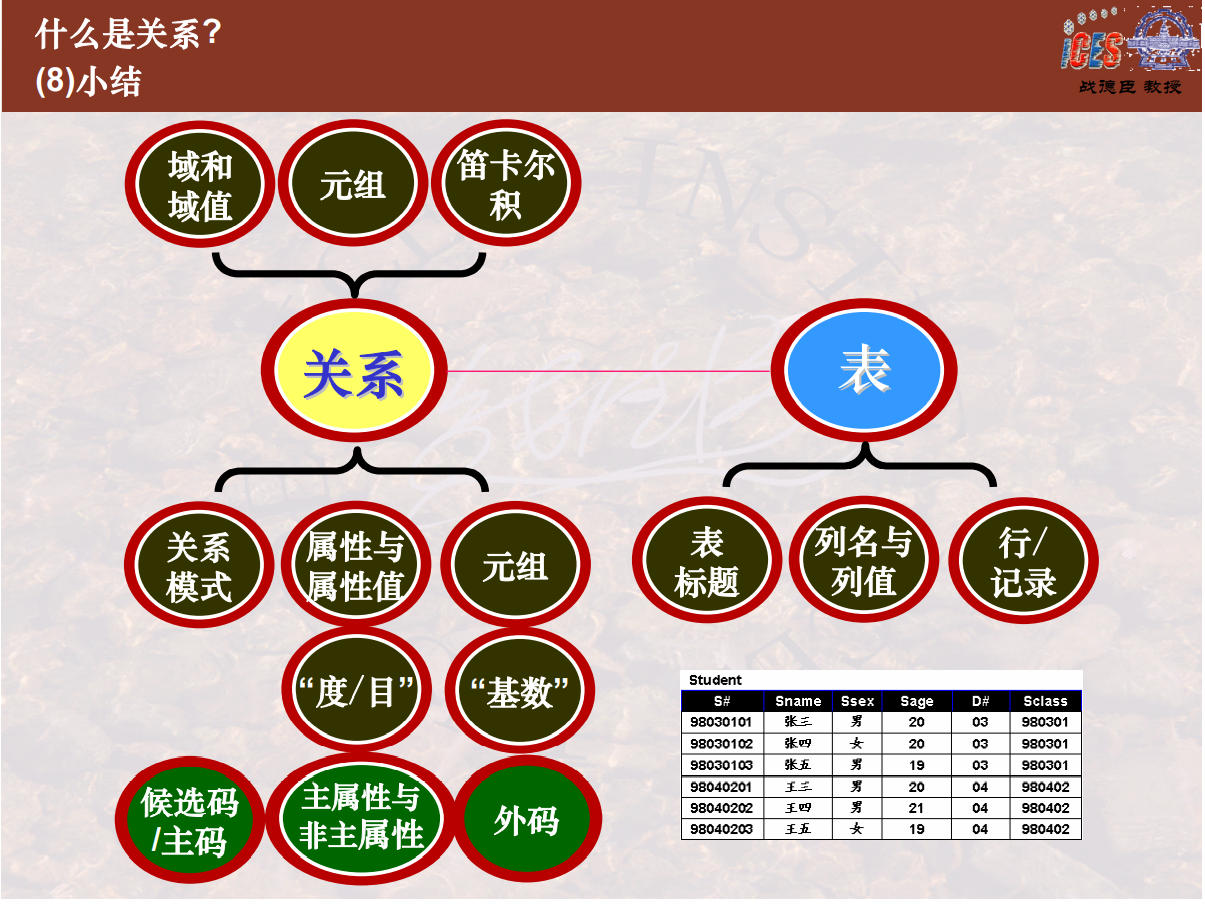 什么是关系?
(8)小结
iCES
战德臣 教授
域和
域值
元组
笛卡尔
积
关系
表
关系
模式
属性与
属性值
元组
表
标题
列名与
列值
行/
记录
“度/目”
“基数”
候选码
/主码
主属性与
非主属性
外码
Student
S# Sname Ssex Sage D# Sclass
98030101 张三 男 20 03 980301
98030102 张四 女 20 03 980301
98030103 张五 男 19 03 980301
98040201 王三 男 20 04 980402
98040202 王四 男 21 04 980402
98040203 王五 女 19 04 980402